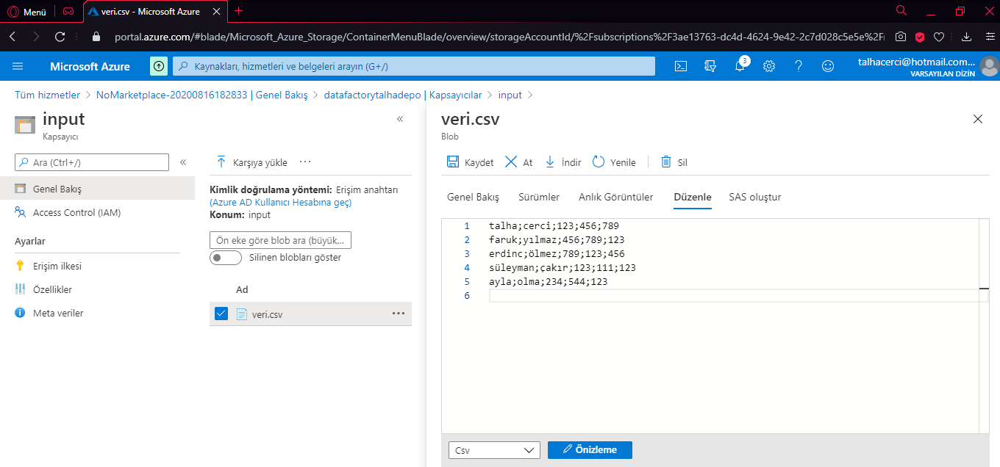 Menü
veri.csv - Microsoft Azure
portal.azure.com/#blade/Microsoft_Azure_Storage/ContainerMenuBlade/overview/storageAccountId/%2Fsubscriptions%2F3ae13763-dc4d-4624-9e42-2c7d028c5e5e%2Fr
Microsoft Azure
Kaynakları, hizmetleri ve belgeleri arayın (G+/)
3
talhacerci@hotmail.com...
VARSAYILAN DİZİN
Tüm hizmetler > NoMarketplace-20200816182833 | Genel Bakış > datafactorytalhadepo | Kapsayıcılar > input >
input
Kapsayıcı
Ara (Ctrl+/)
Genel Bakış
Access Control (IAM)
Ayarlar
Erişim ilkesi
Özellikler
Meta veriler
Karşıya yükle ...
Kimlik doğrulama yöntemi: Erişim anahtarı
(Azure AD Kullanıcı Hesabına geç)
Konum: input
Ön eke göre blob ara (büyük...
Silinen blobları göster
Ad
veri.csv ...
veri.csv
Blob
Kaydet At İndir Yenile Sil
Genel Bakış Sürümler Anlık Görüntüler Düzenle SAS oluştur
1 talha;cerci;123;456;789
2 faruk;yılmaz;456;789;123
3 erdinc;ölmez;789;123;456
4 süleyman;çakır;123;111;123
5 ayla;olma;234;544;123
6
Csv
Önizleme